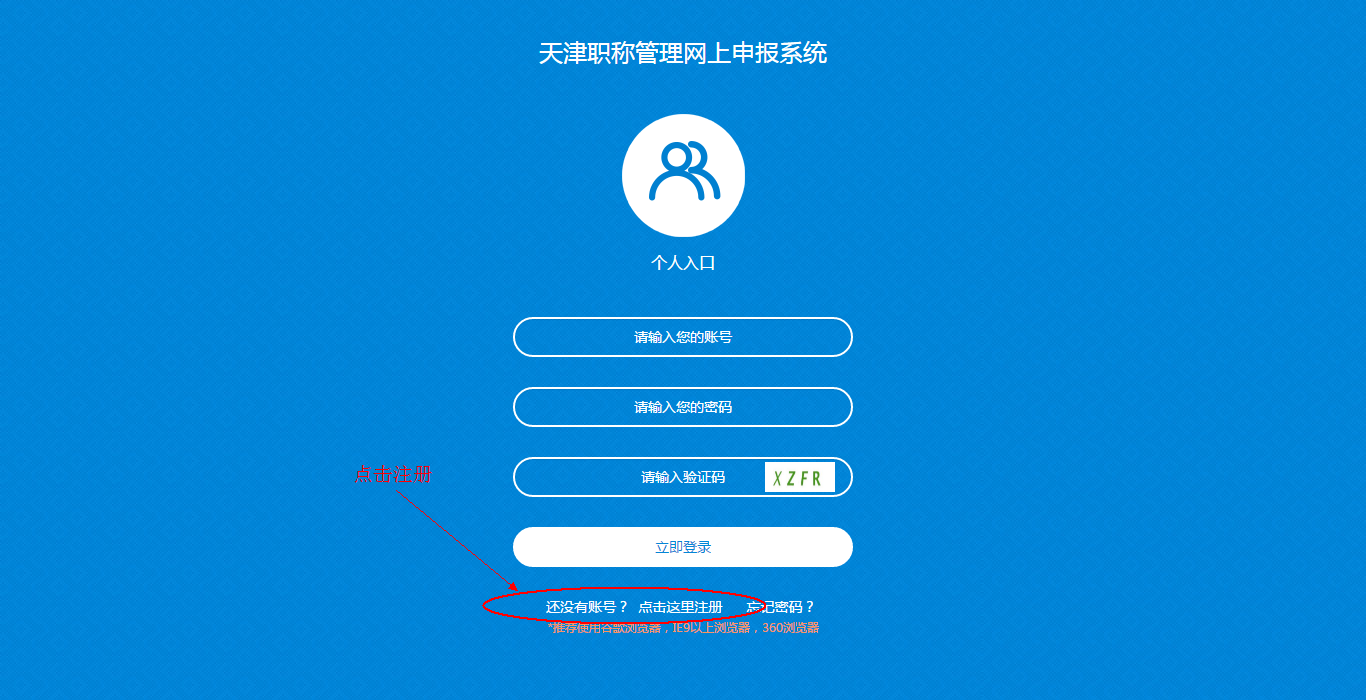 天津职称管理网上申报系统
个人入口
请输入您的账号
请输入您的密码
点击注册
请输入验证码 XZFR
立即登录
还没有账号？ 点击这里注册 忘记密码？
*推荐使用谷歌浏览器，IE9以上浏览器，360浏览器